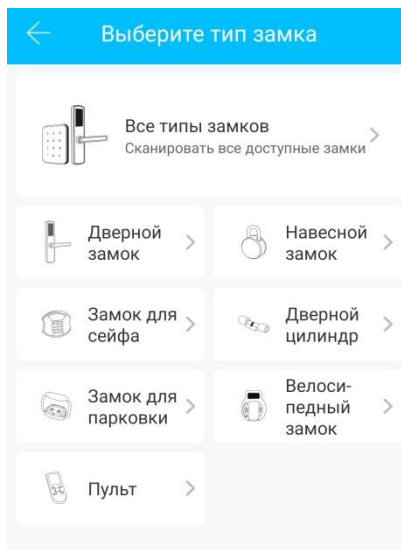 Выберите тип замка
Все типы замков
Сканировать все доступные замки
Дверной
замок
Навесной
замок
Замок для
сейфа
Дверной
цилиндр
Замок для
парковки
Велоси-
педный
замок
Пульт